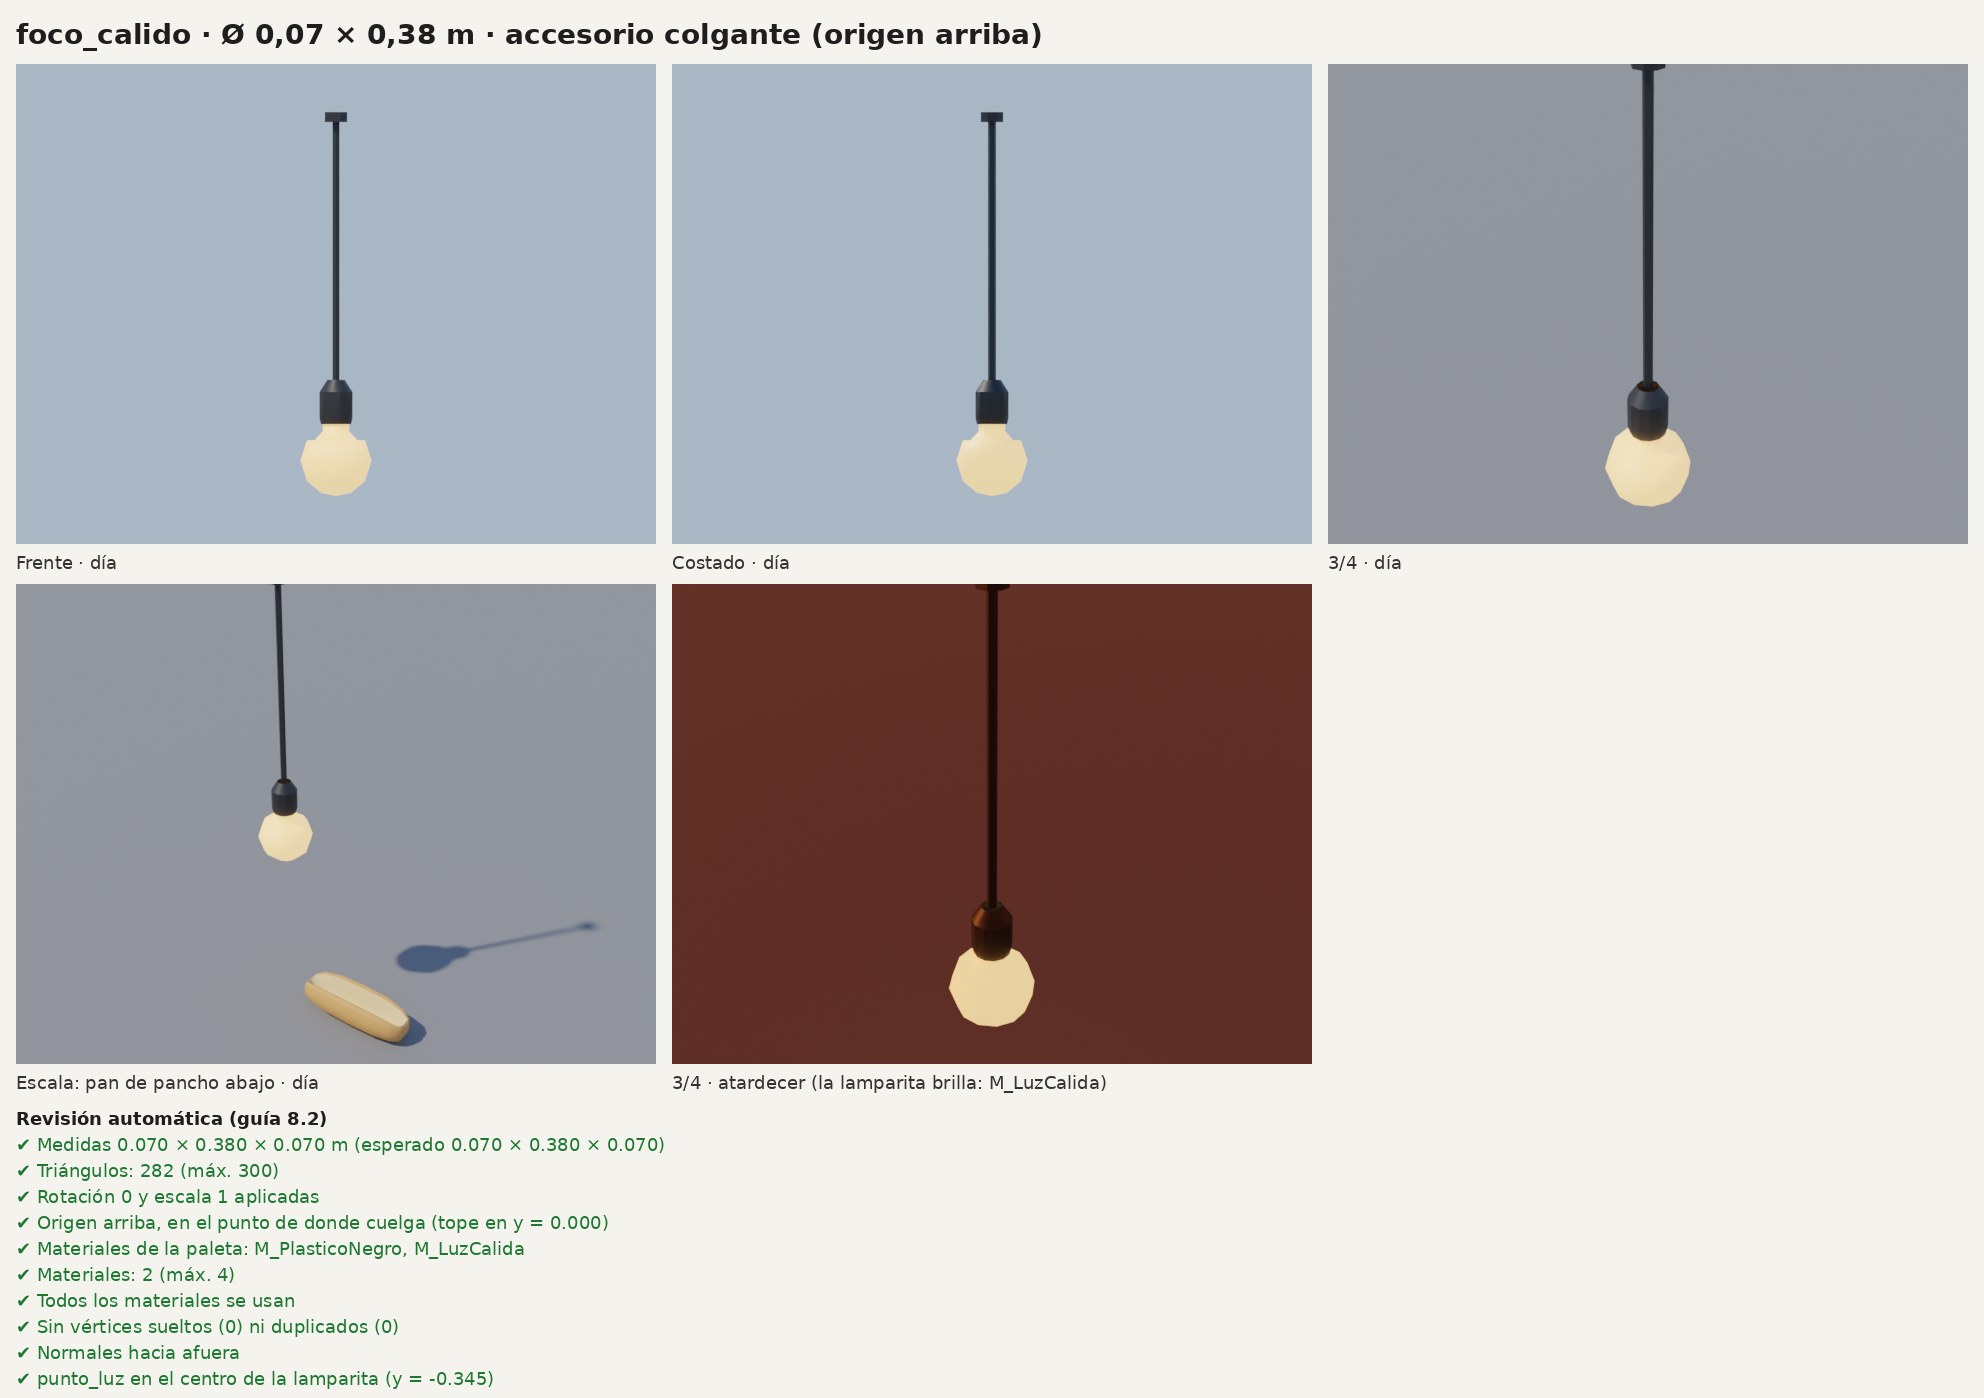 foco_calido · Ø 0,07 × 0,38 m · accesorio colgante (origen arriba)
Frente · día
Costado · día
3/4 · día
Escala: pan de pancho abajo · día
3/4 · atardecer (la lamparita brilla: M_LuzCalida)
Revisión automática (guía 8.2)
✔ Medidas 0.070 × 0.380 × 0.070 m (esperado 0.070 × 0.380 × 0.070)
✔ Triángulos: 282 (máx. 300)
✔ Rotación 0 y escala 1 aplicadas
✔ Origen arriba, en el punto de donde cuelga (tope en y = 0.000)
✔ Materiales de la paleta: M_PlasticoNegro, M_LuzCalida
✔ Materiales: 2 (máx. 4)
✔ Todos los materiales se usan
✔ Sin vértices sueltos (0) ni duplicados (0)
✔ Normales hacia afuera
✔ punto_luz en el centro de la lamparita (y = -0.345)